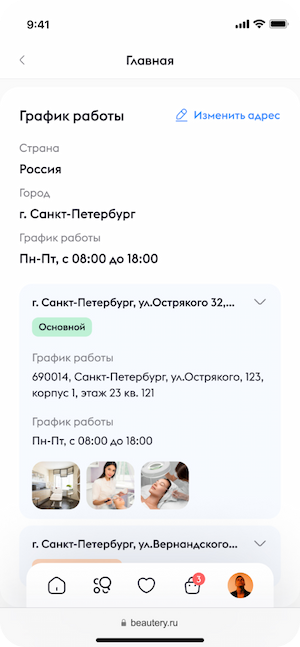 9:41
Главная
График работы
Изменить адрес
Страна
Россия
Город
г. Санкт-Петербург
График работы
Пн-Пт, с 08:00 до 18:00
г. Санкт-Петербург, ул.Острякого 32,...
Основной
График работы
690014, Санкт-Петербург, ул.Острякого, 123,
корпус 1, этаж 23 кв. 121
График работы
Пн-Пт, с 08:00 до 18:00
г. Санкт-Петербург, ул.Вернандского...
3
beautery.ru